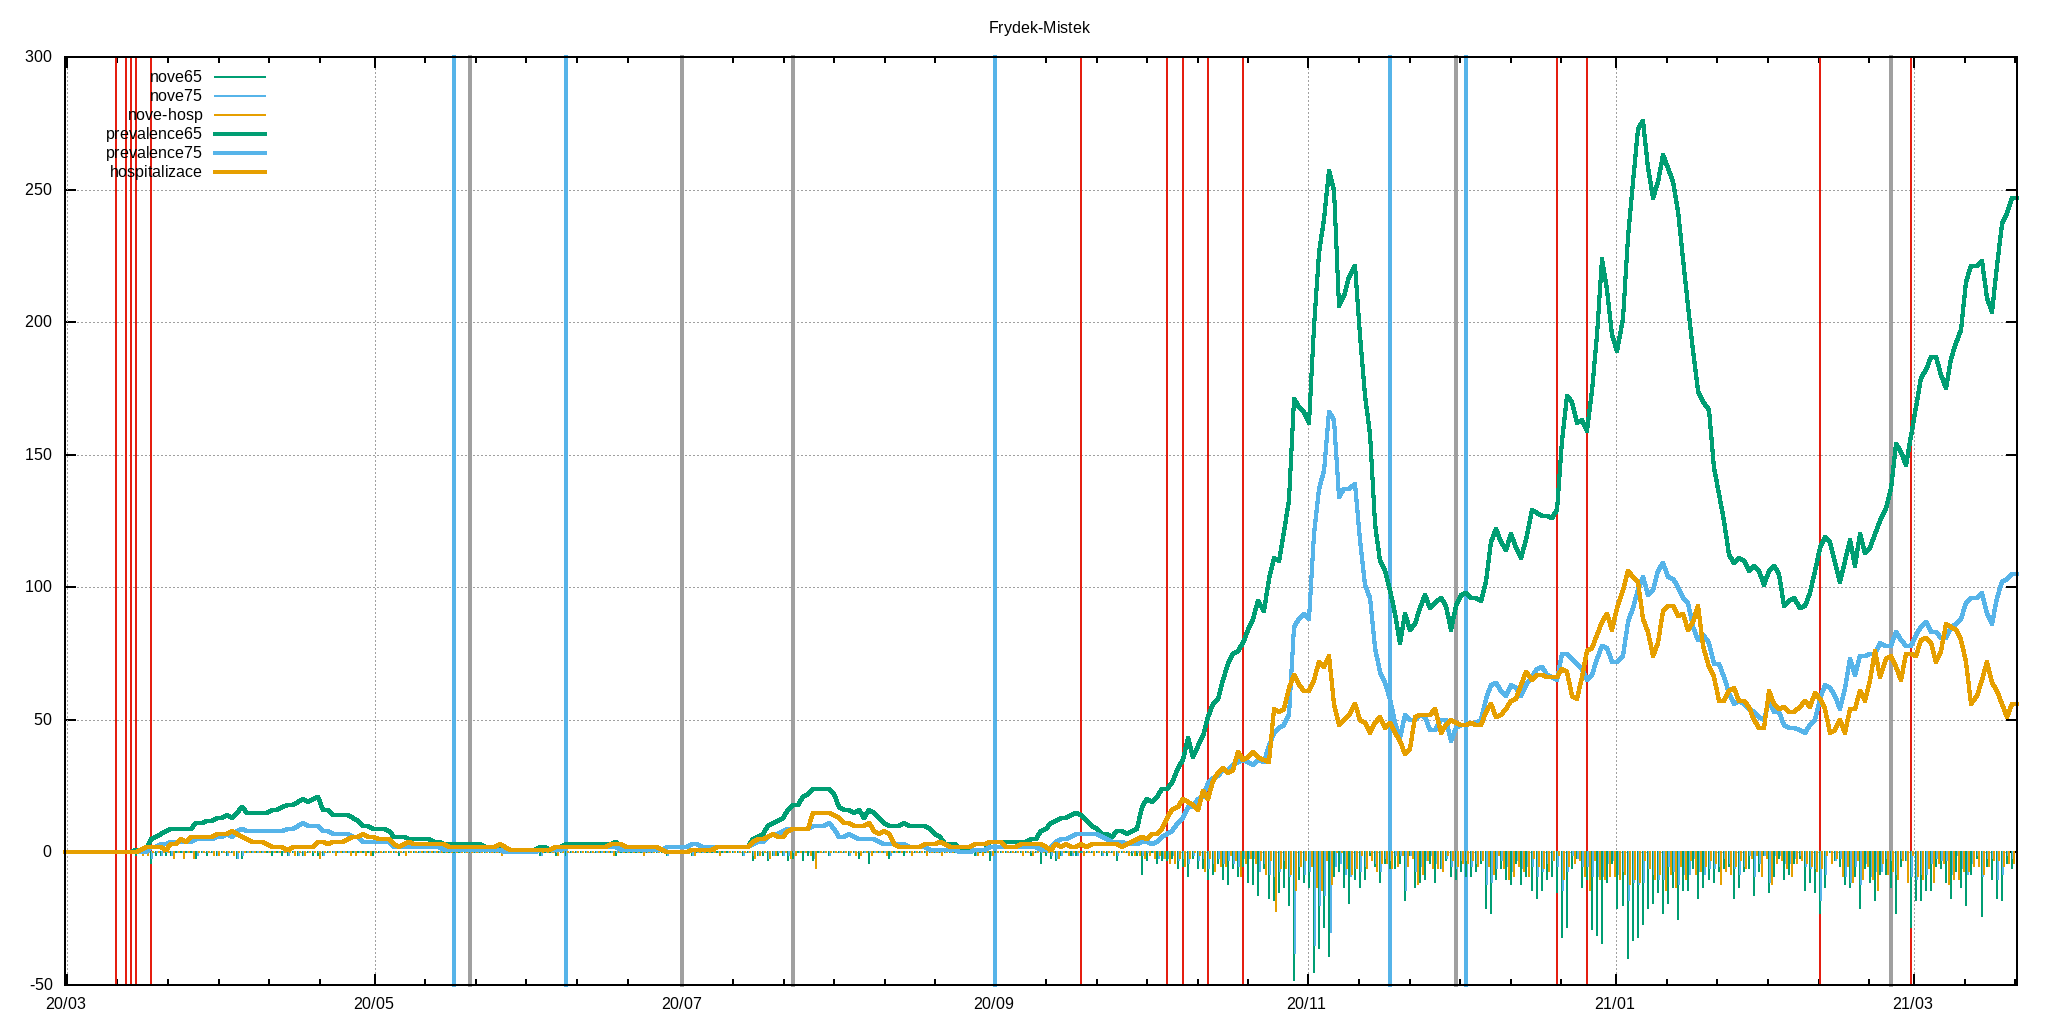 Frydek-Mistek
300
250
200
150
100
50
0
-50
nove65
nove75
nove-hosp
prevalence65
prevalence75
hospitalizace
20/03 20/05 20/07 20/09 20/11 21/01 21/03